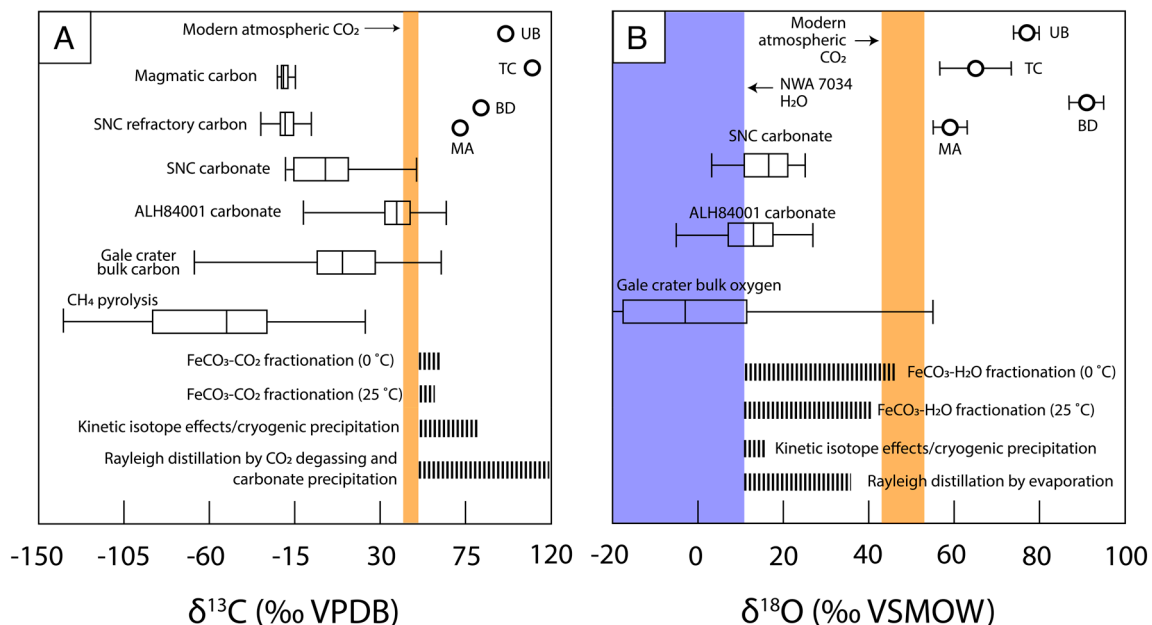 A
Modern atmospheric CO₂
UB
TC
BD
MA
Magmatic carbon
SNC refractory carbon
SNC carbonate
ALH84001 carbonate
Gale crater
bulk carbon
CH₄ pyrolysis
FeCO₃-CO₂ fractionation (0 ˚C)
FeCO₃-CO₂ fractionation (25 ˚C)
Kinetic isotope effects/cryogenic precipitation
Rayleigh distillation by CO₂ degassing and
carbonate precipitation
-150 -105 -60 -15 30 75 120
δ¹³C (‰ VPDB)
B
Modern
atmospheric
CO₂
UB
TC
BD
MA
NWA 7034
H₂O
SNC carbonate
ALH84001 carbonate
Gale crater bulk oxygen
FeCO₃-H₂O fractionation (0 ˚C)
FeCO₃-H₂O fractionation (25 ˚C)
Kinetic isotope effects/cryogenic precipitation
Rayleigh distillation by evaporation
-20 0 20 40 60 80 100
δ¹⁸O (‰ VSMOW)